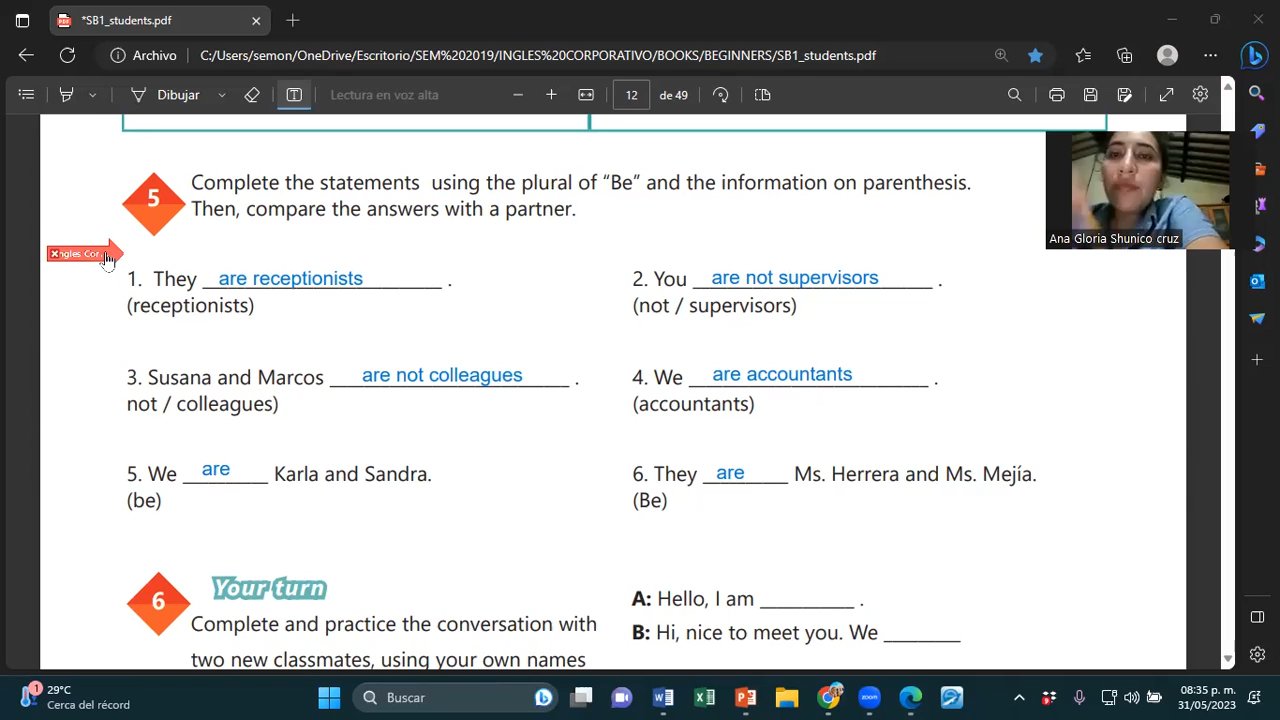 *SB1_students.pdf
Archivo
C:/Users/semon/OneDrive/Escritorio/SEM%202019/INGLES%20CORPORATIVO/BOOKS/BEGINNERS/SB1_students.pdf
Dibujar
Lectura en voz alta
12 de 49
5
Complete the statements using the plural of “Be” and the information on parenthesis.
Then, compare the answers with a partner.
Ana Gloria Shunico cruz
ngles Cor
1. They are receptionists .
(receptionists)
2. You are not supervisors .
(not / supervisors)
3. Susana and Marcos are not colleagues .
not / colleagues)
4. We are accountants .
(accountants)
5. We are Karla and Sandra.
(be)
6. They are Ms. Herrera and Ms. Mejía.
(Be)
6
Your turn
Complete and practice the conversation with
two new classmates, using your own names
A: Hello, I am __________ .
B: Hi, nice to meet you. We ________
1
29°C
Cerca del récord
Buscar
zoom
08:35 p. m.
31/05/2023